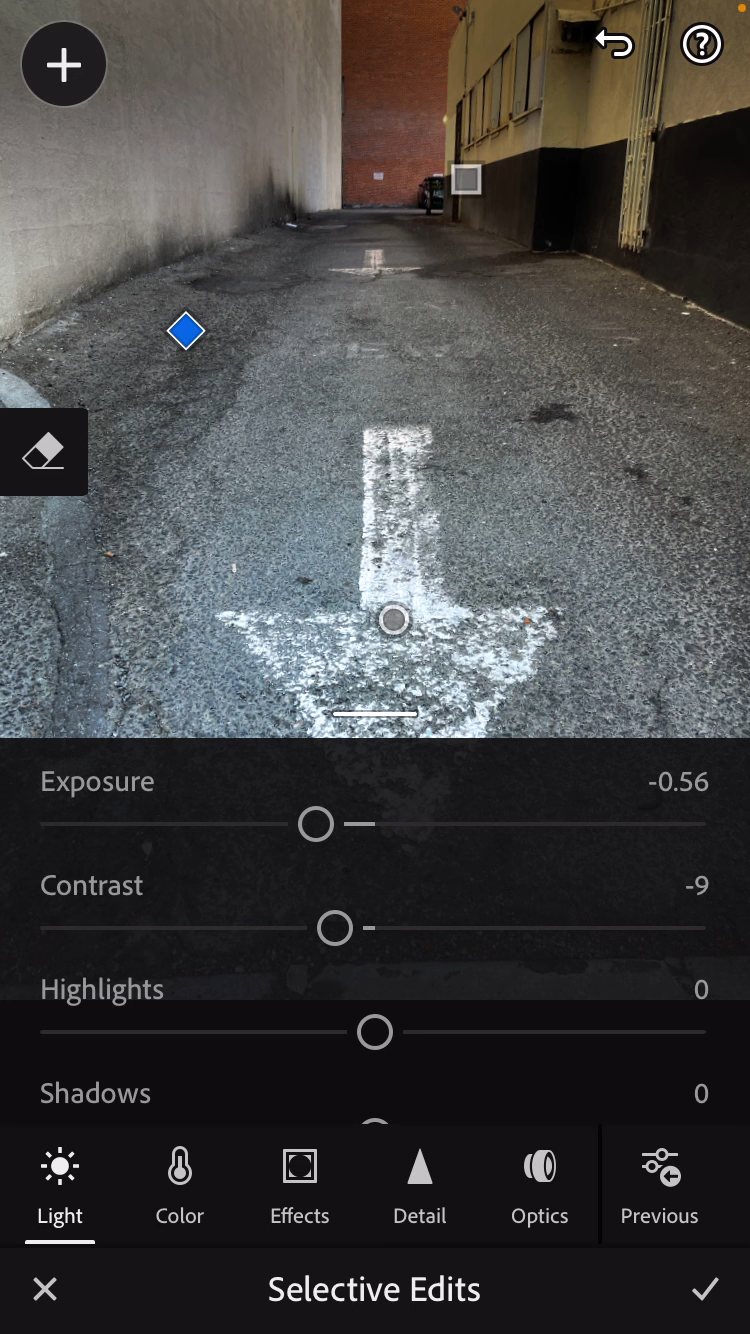 Exposure -0.56
Contrast -9
Highlights 0
Shadows 0
Light Color Effects Detail Optics Previous
Selective Edits